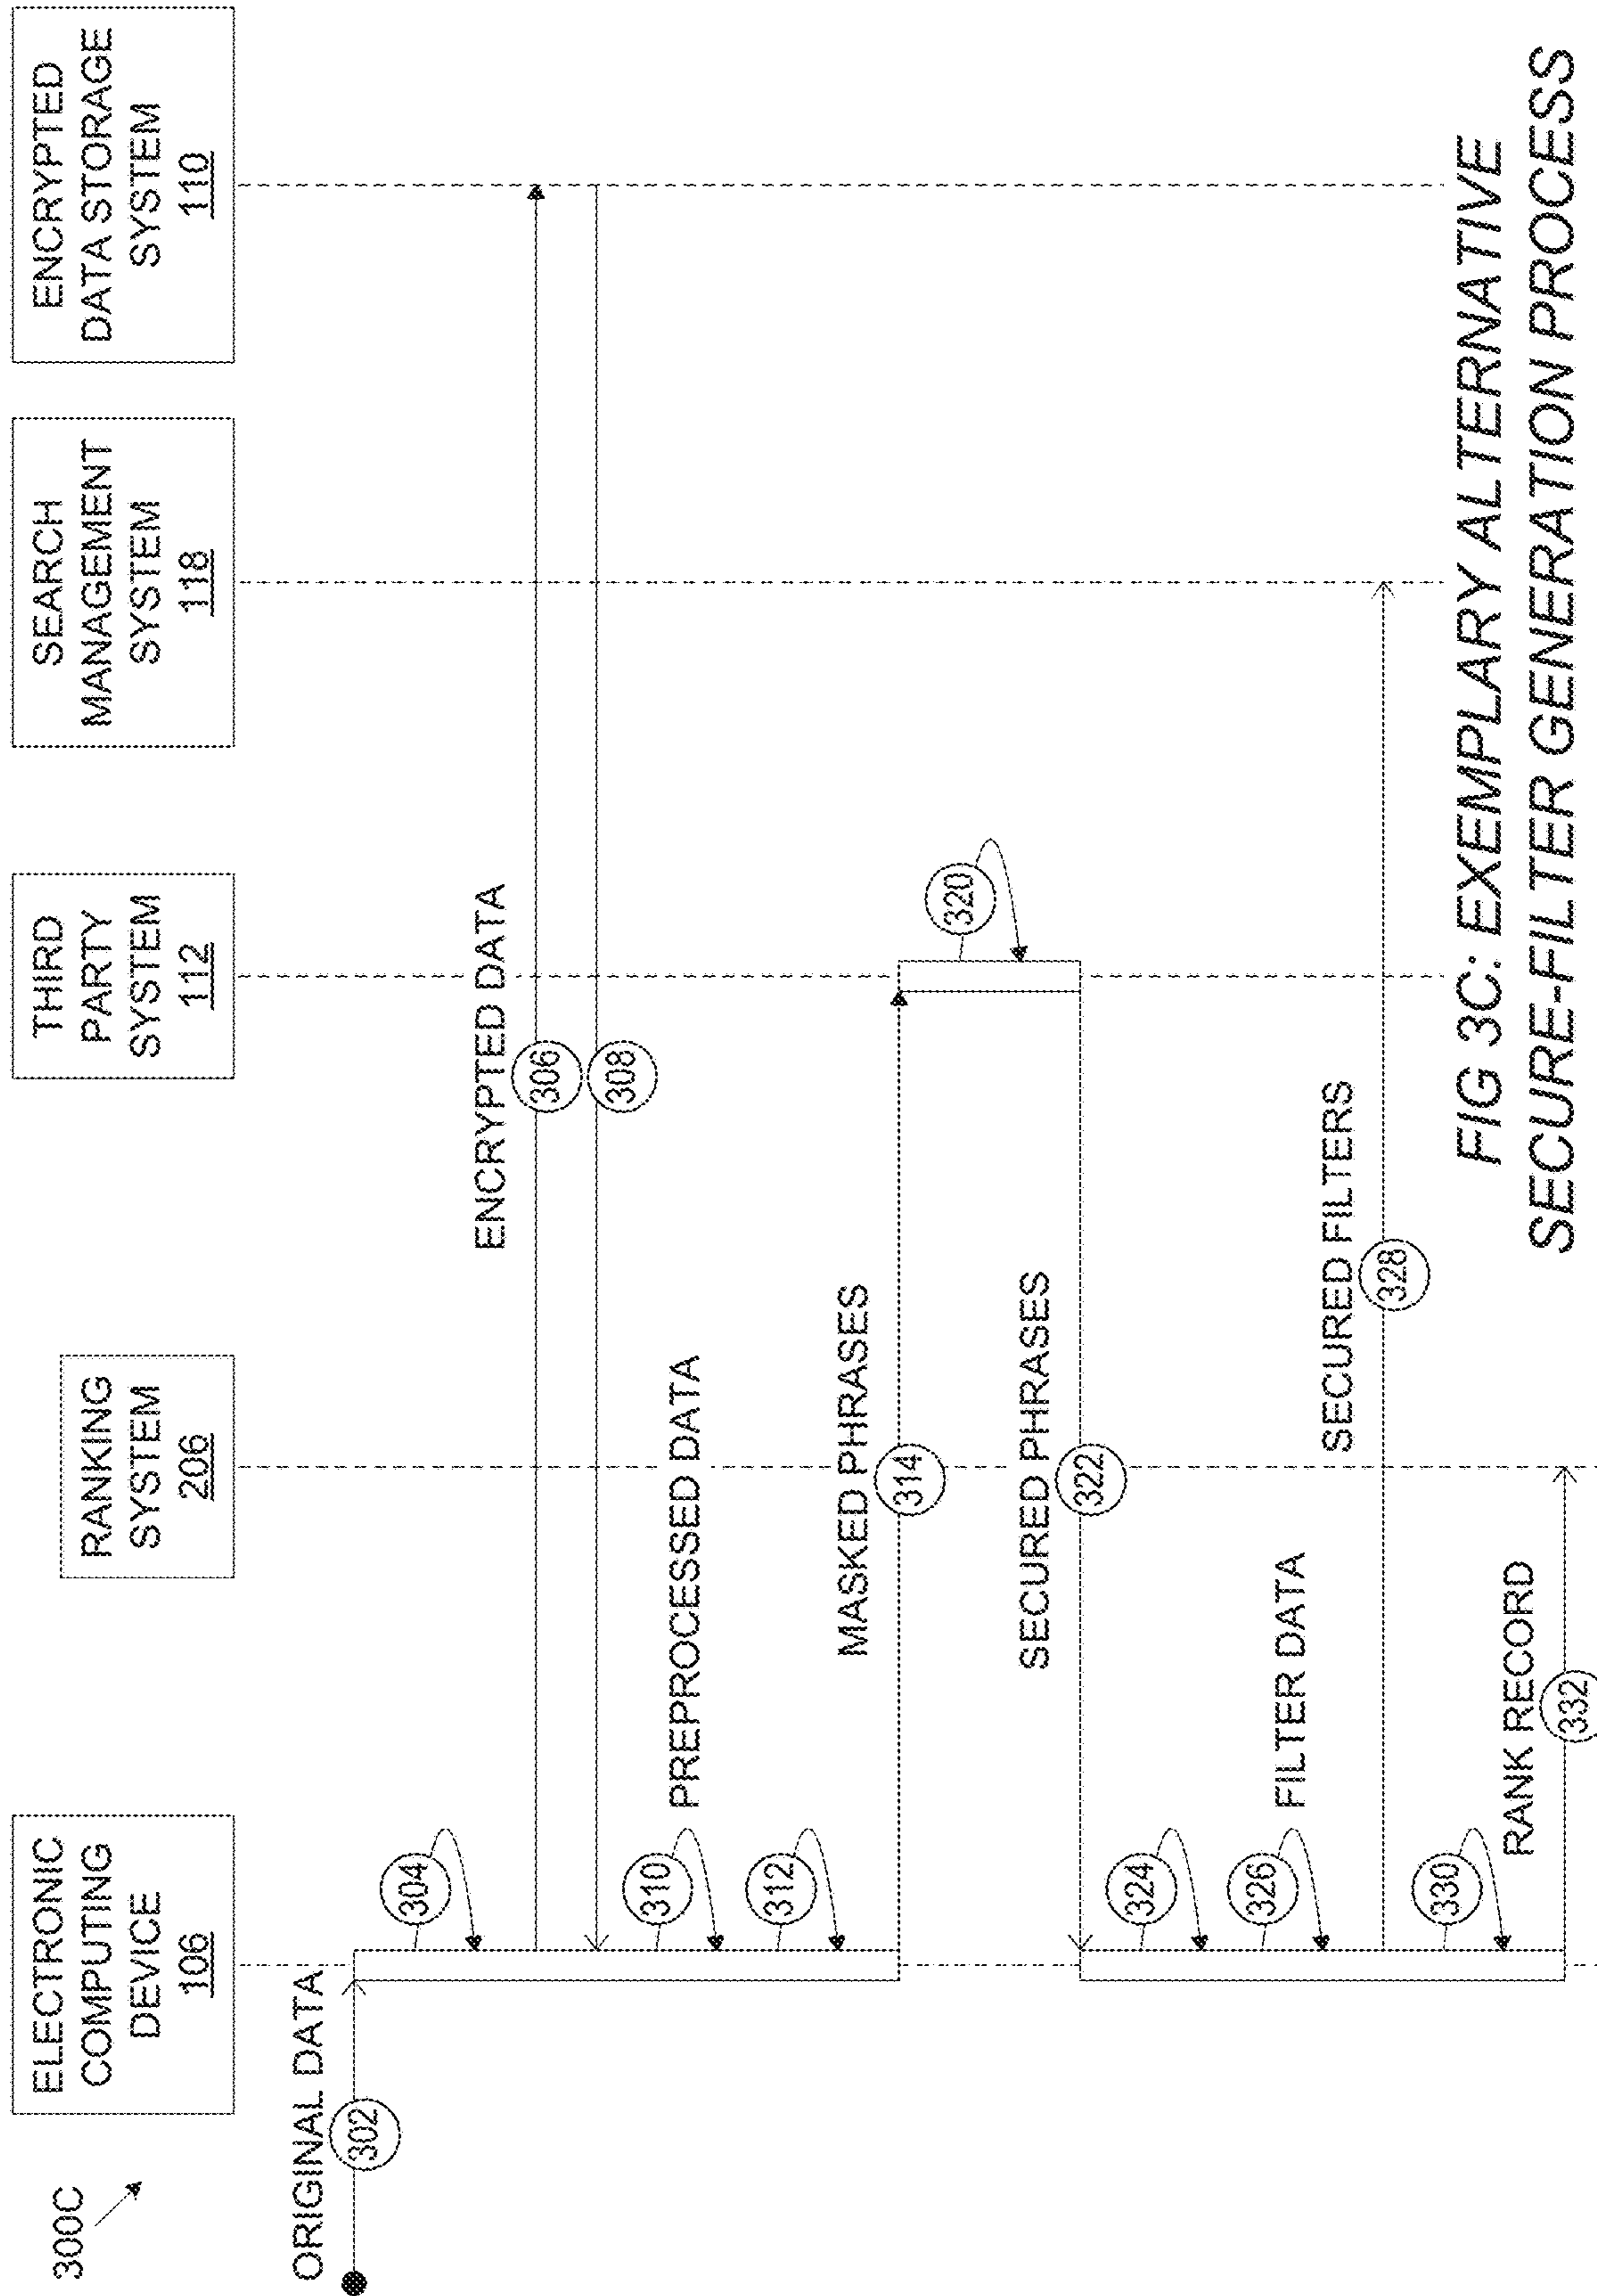 300C
ELECTRONIC
COMPUTING
DEVICE
106
RANKING
SYSTEM
206
THIRD
PARTY
SYSTEM
112
SEARCH
MANAGEMENT
SYSTEM
118
ENCRYPTED
DATA STORAGE
SYSTEM
110
ORIGINAL DATA
302
304
ENCRYPTED DATA
306
308
310
PREPROCESSED DATA
312
MASKED PHRASES
314
320
SECURED PHRASES
322
324
326
FILTER DATA
SECURED FILTERS
328
330
RANK RECORD
332
FIG 3C: EXEMPLARY ALTERNATIVE
SECURE-FILTER GENERATION PROCESS